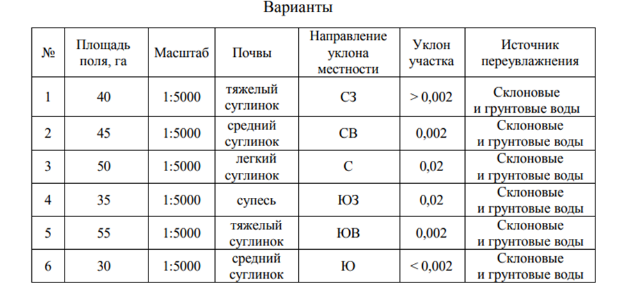 Варианты
№ Площадь поля, га Масштаб Почвы Направление уклона местности Уклон участка Источник переувлажнения
1 40 1:5000 тяжелый суглинок СЗ > 0,002 Склоновые и грунтовые воды
2 45 1:5000 средний суглинок СВ 0,002 Склоновые и грунтовые воды
3 50 1:5000 легкий суглинок С 0,02 Склоновые и грунтовые воды
4 35 1:5000 супесь ЮЗ 0,02 Склоновые и грунтовые воды
5 55 1:5000 тяжелый суглинок ЮВ 0,002 Склоновые и грунтовые воды
6 30 1:5000 средний суглинок Ю < 0,002 Склоновые и грунтовые воды